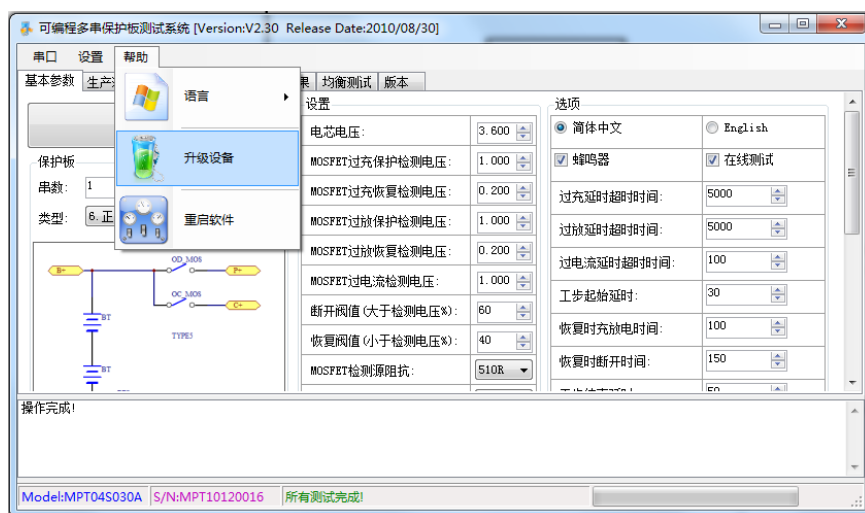 可编程多串保护板测试系统 [Version:V2.30 Release Date:2010/08/30]
串口 设置 帮助
基本参数 生产 果 均衡测试 版本
语言
升级设备
重启软件
保护板
串数: 1
类型: 6. 正
B+
OD_MOS
P+
OC_MOS
C+
BT
TYPE5
BT
设置
电芯电压: 3.600
MOSFET过充保护检测电压: 1.000
MOSFET过充恢复检测电压: 0.200
MOSFET过放保护检测电压: 1.000
MOSFET过放恢复检测电压: 0.200
MOSFET过电流检测电压: 1.000
断开阀值(大于检测电压%): 60
恢复阀值(小于检测电压%): 40
MOSFET检测源阻抗: 510R
选项
简体中文 English
蜂鸣器 在线测试
过充延时超时时间: 5000
过放延时超时时间: 5000
过电流延时超时时间: 100
工步起始延时: 30
恢复时充放电时间: 100
恢复时断开时间: 150
操作完成!
Model:MPT04S030A S/N:MPT10120016 所有测试完成!